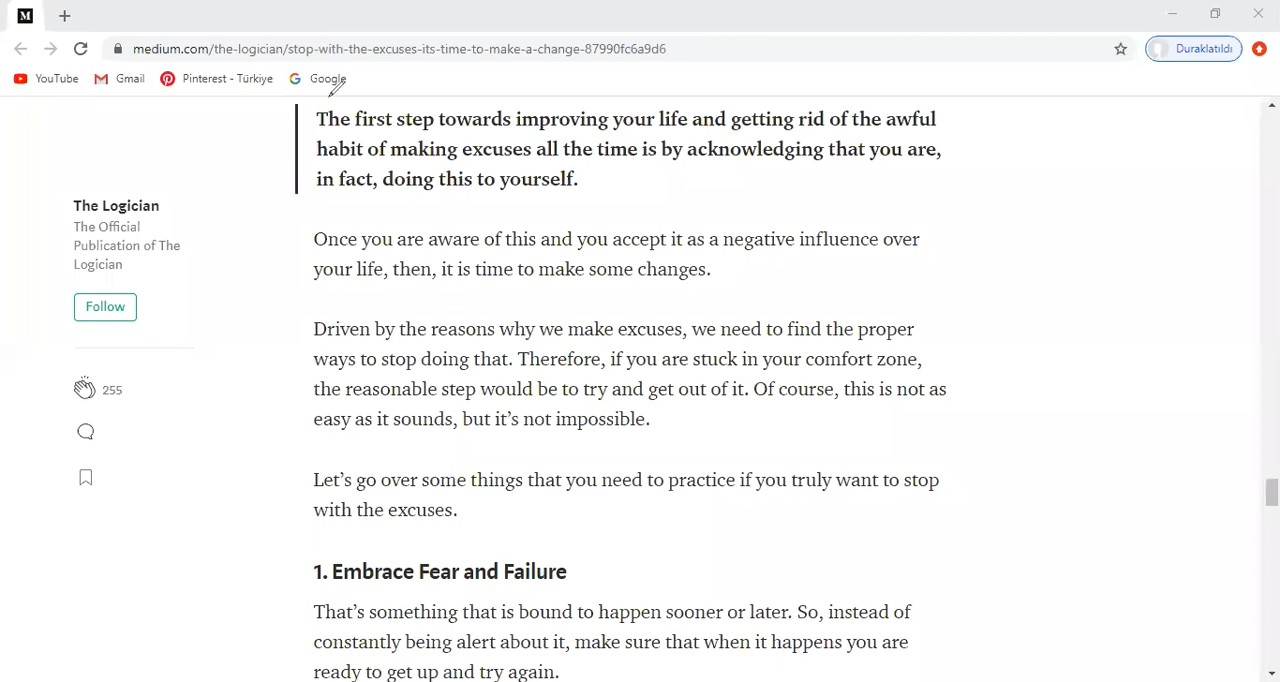 M
medium.com/the-logician/stop-with-the-excuses-its-time-to-make-a-change-87990fc6a9d6
Duraklatıldı
YouTube
Gmail
Pinterest - Türkiye
Google
The Logician
The Official
Publication of The
Logician
Follow
255
The first step towards improving your life and getting rid of the awful
habit of making excuses all the time is by acknowledging that you are,
in fact, doing this to yourself.
Once you are aware of this and you accept it as a negative influence over
your life, then, it is time to make some changes.
Driven by the reasons why we make excuses, we need to find the proper
ways to stop doing that. Therefore, if you are stuck in your comfort zone,
the reasonable step would be to try and get out of it. Of course, this is not as
easy as it sounds, but it’s not impossible.
Let’s go over some things that you need to practice if you truly want to stop
with the excuses.
1. Embrace Fear and Failure
That’s something that is bound to happen sooner or later. So, instead of
constantly being alert about it, make sure that when it happens you are
ready to get up and try again.